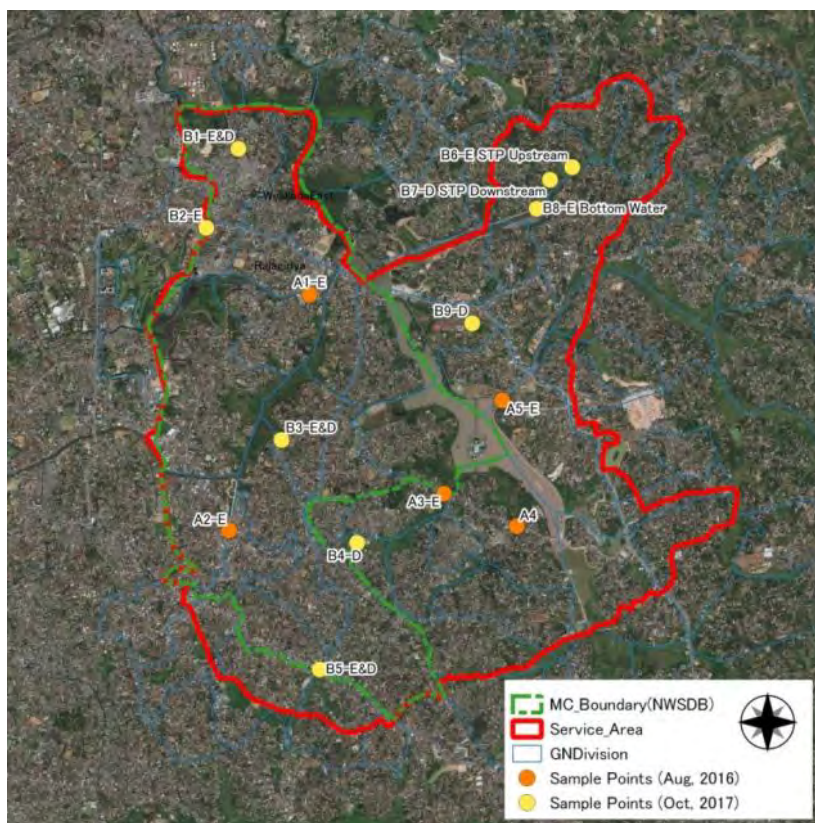 B1-E&D
B6-E STP Upstream
B7-D STP Downstream
B2-E
B8-E Bottom Water
Rajagiriya
A1-E
B9-D
A5-E
B3-E&D
A3-E
A2-E
A4
B4-D
B5-E&D
MC_Boundary(NWSDB)
Service_Area
GNDivision
Sample Points (Aug, 2016)
Sample Points (Oct, 2017)